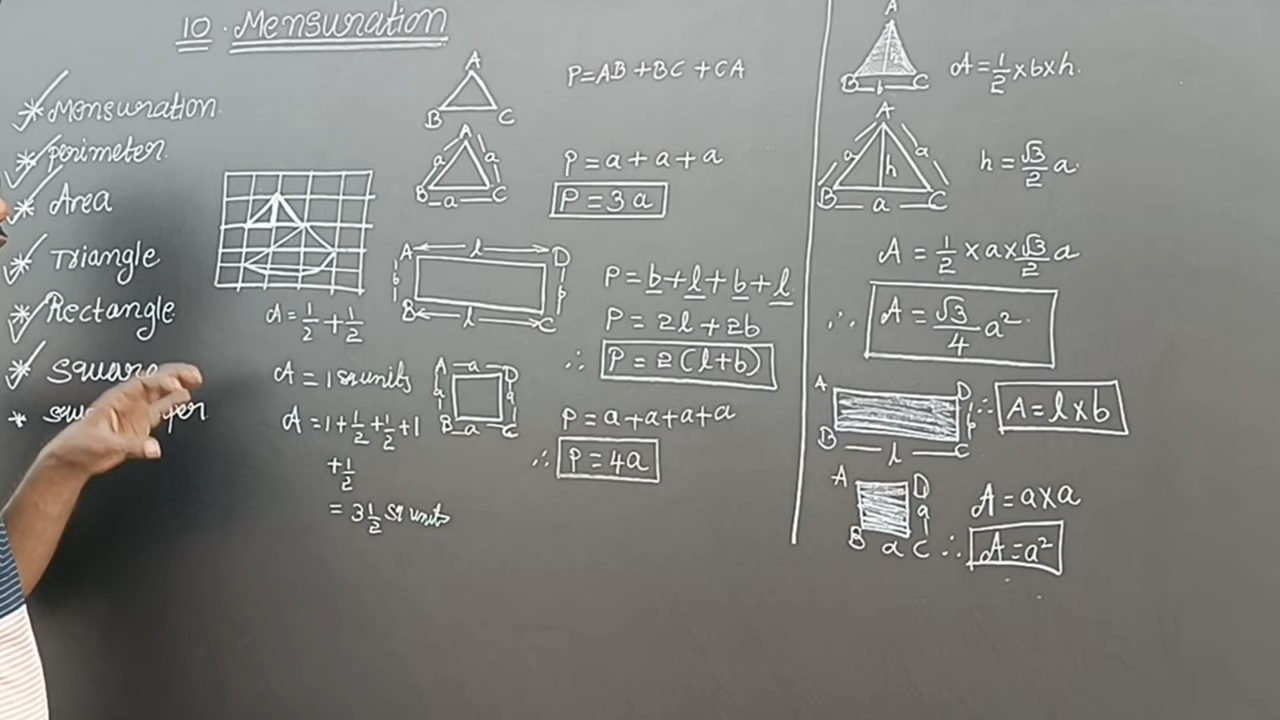 10. Mensuration
* Mensuration
* Perimeter
* Area
* Triangle
* Rectangle
* Square
*
A = 1/2 + 1/2
A = 1 sq units
A = 1 + 1/2 + 1/2 + 1
+ 1/2
= 3 1/2 sq units
A
B C
P = AB + BC + CA
A
a a
B a C
P = a + a + a
P = 3a
A l D
b b
B l C
P = b + l + b + l
P = 2l + 2b
∴ P = 2(l+b)
A a D
a a
B a C
P = a+a+a+a
∴ P = 4a
A
h
B b C
A = 1/2 × b × h.
A
a h a
B a C
h = √3/2 a
A = 1/2 × a × √3/2 a
∴ A = √3/4 a²
A D
b
B l C
∴ A = l × b
A D
a
B a C
A = a × a
∴ A = a²